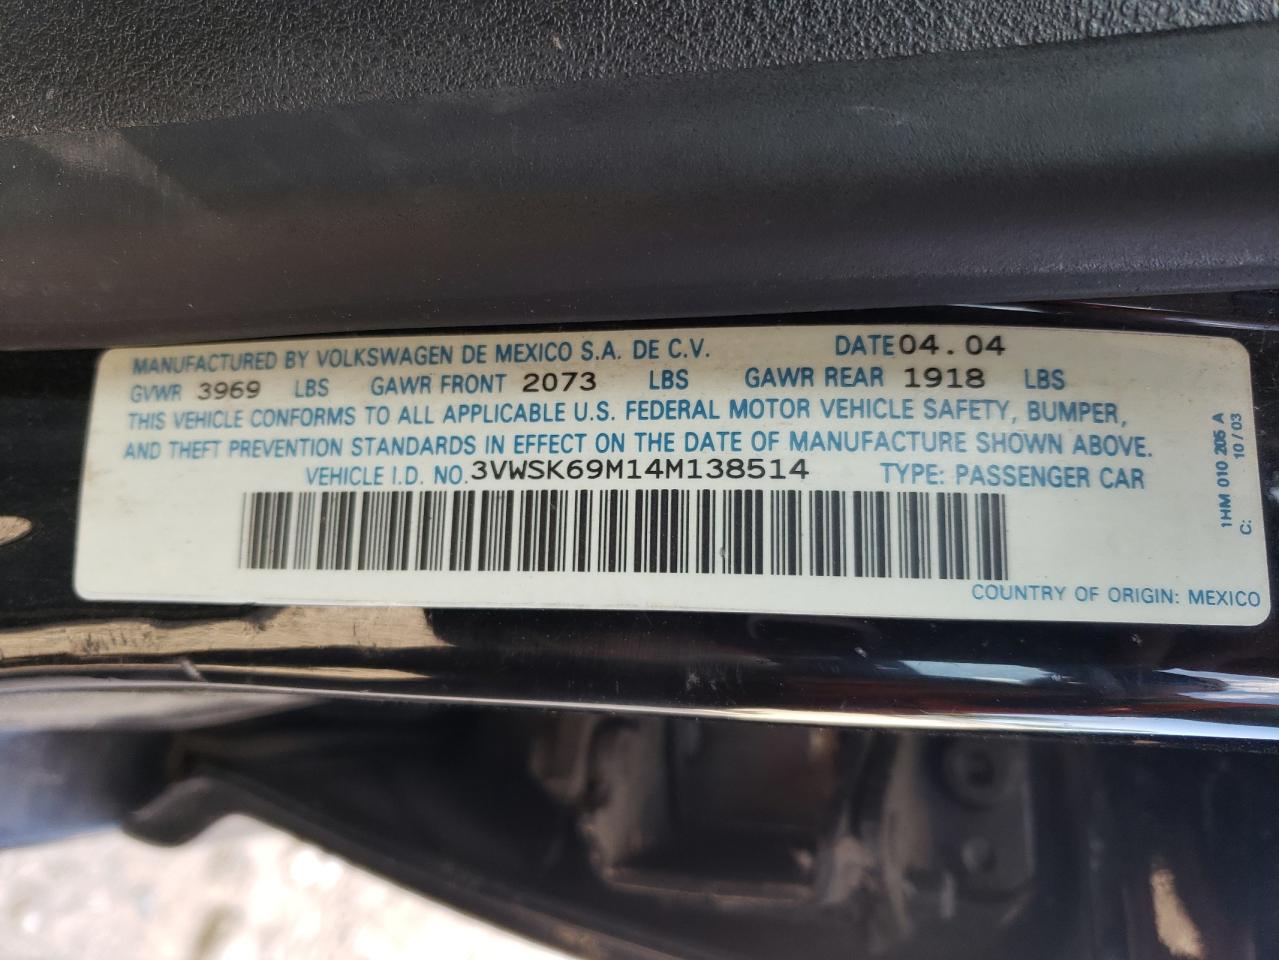 MANUFACTURED BY VOLKSWAGEN DE MEXICO S.A. DE C.V. DATE 04.04
GVWR 3969 LBS GAWR FRONT 2073 LBS GAWR REAR 1918 LBS
THIS VEHICLE CONFORMS TO ALL APPLICABLE U.S. FEDERAL MOTOR VEHICLE SAFETY, BUMPER,
AND THEFT PREVENTION STANDARDS IN EFFECT ON THE DATE OF MANUFACTURE SHOWN ABOVE.
VEHICLE I.D. NO. 3VWSK69M14M138514 TYPE: PASSENGER CAR
COUNTRY OF ORIGIN: MEXICO
1HM 010 205 A
C: 10/03